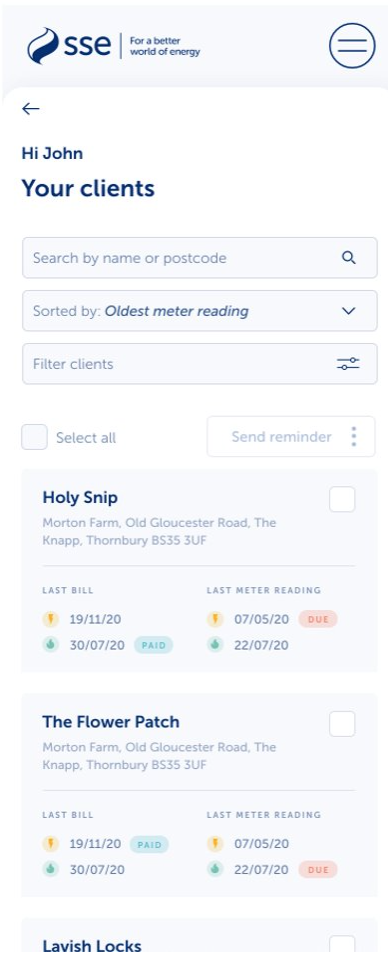 sse
For a better
world of energy
Hi John
Your clients
Search by name or postcode
Sorted by: Oldest meter reading
Filter clients
Select all
Send reminder
Holy Snip
Morton Farm, Old Gloucester Road, The
Knapp, Thornbury BS35 3UF
LAST BILL
19/11/20
30/07/20 PAID
LAST METER READING
07/05/20 DUE
22/07/20
The Flower Patch
Morton Farm, Old Gloucester Road, The
Knapp, Thornbury BS35 3UF
LAST BILL
19/11/20 PAID
30/07/20
LAST METER READING
07/05/20
22/07/20 DUE
Lavish Locks